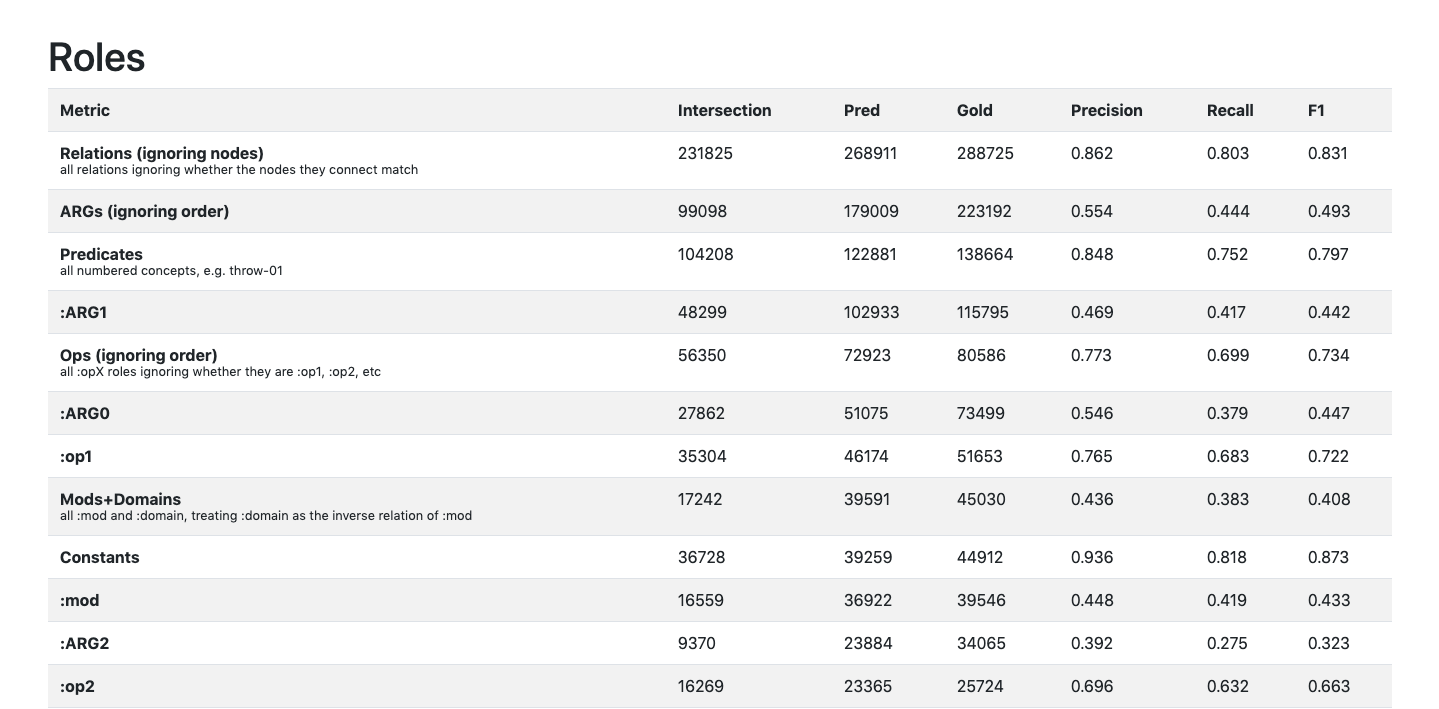 Roles
Metric Intersection Pred Gold Precision Recall F1
Relations (ignoring nodes) 231825 268911 288725 0.862 0.803 0.831
all relations ignoring whether the nodes they connect match
ARGs (ignoring order) 99098 179009 223192 0.554 0.444 0.493
Predicates 104208 122881 138664 0.848 0.752 0.797
all numbered concepts, e.g. throw-01
:ARG1 48299 102933 115795 0.469 0.417 0.442
Ops (ignoring order) 56350 72923 80586 0.773 0.699 0.734
all :opX roles ignoring whether they are :op1, :op2, etc
:ARG0 27862 51075 73499 0.546 0.379 0.447
:op1 35304 46174 51653 0.765 0.683 0.722
Mods+Domains 17242 39591 45030 0.436 0.383 0.408
all :mod and :domain, treating :domain as the inverse relation of :mod
Constants 36728 39259 44912 0.936 0.818 0.873
:mod 16559 36922 39546 0.448 0.419 0.433
:ARG2 9370 23884 34065 0.392 0.275 0.323
:op2 16269 23365 25724 0.696 0.632 0.663